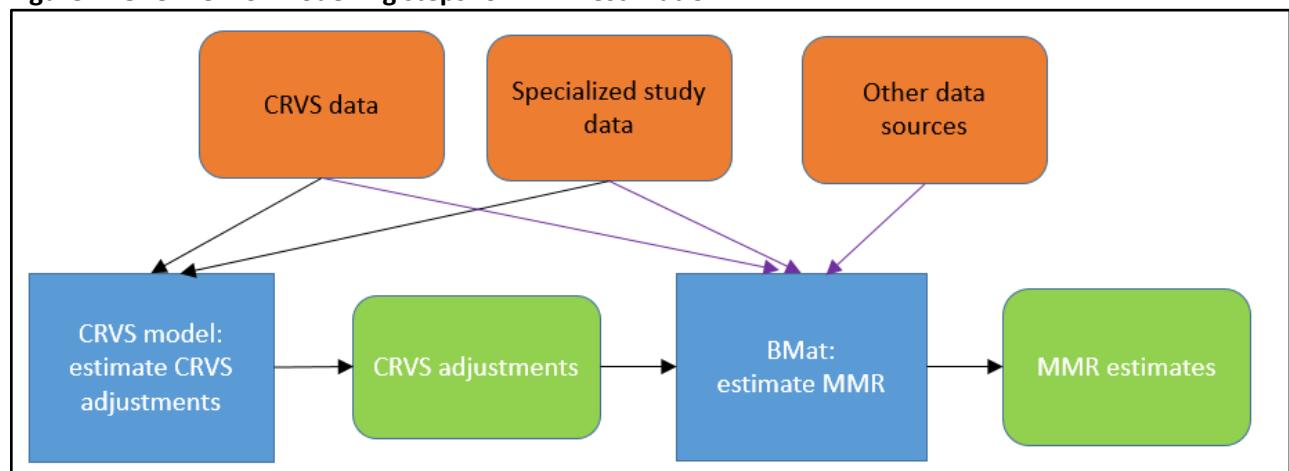 CRVS data
Specialized study
data
Other data
sources
CRVS model:
estimate CRVS
adjustments
CRVS adjustments
BMat:
estimate MMR
MMR estimates